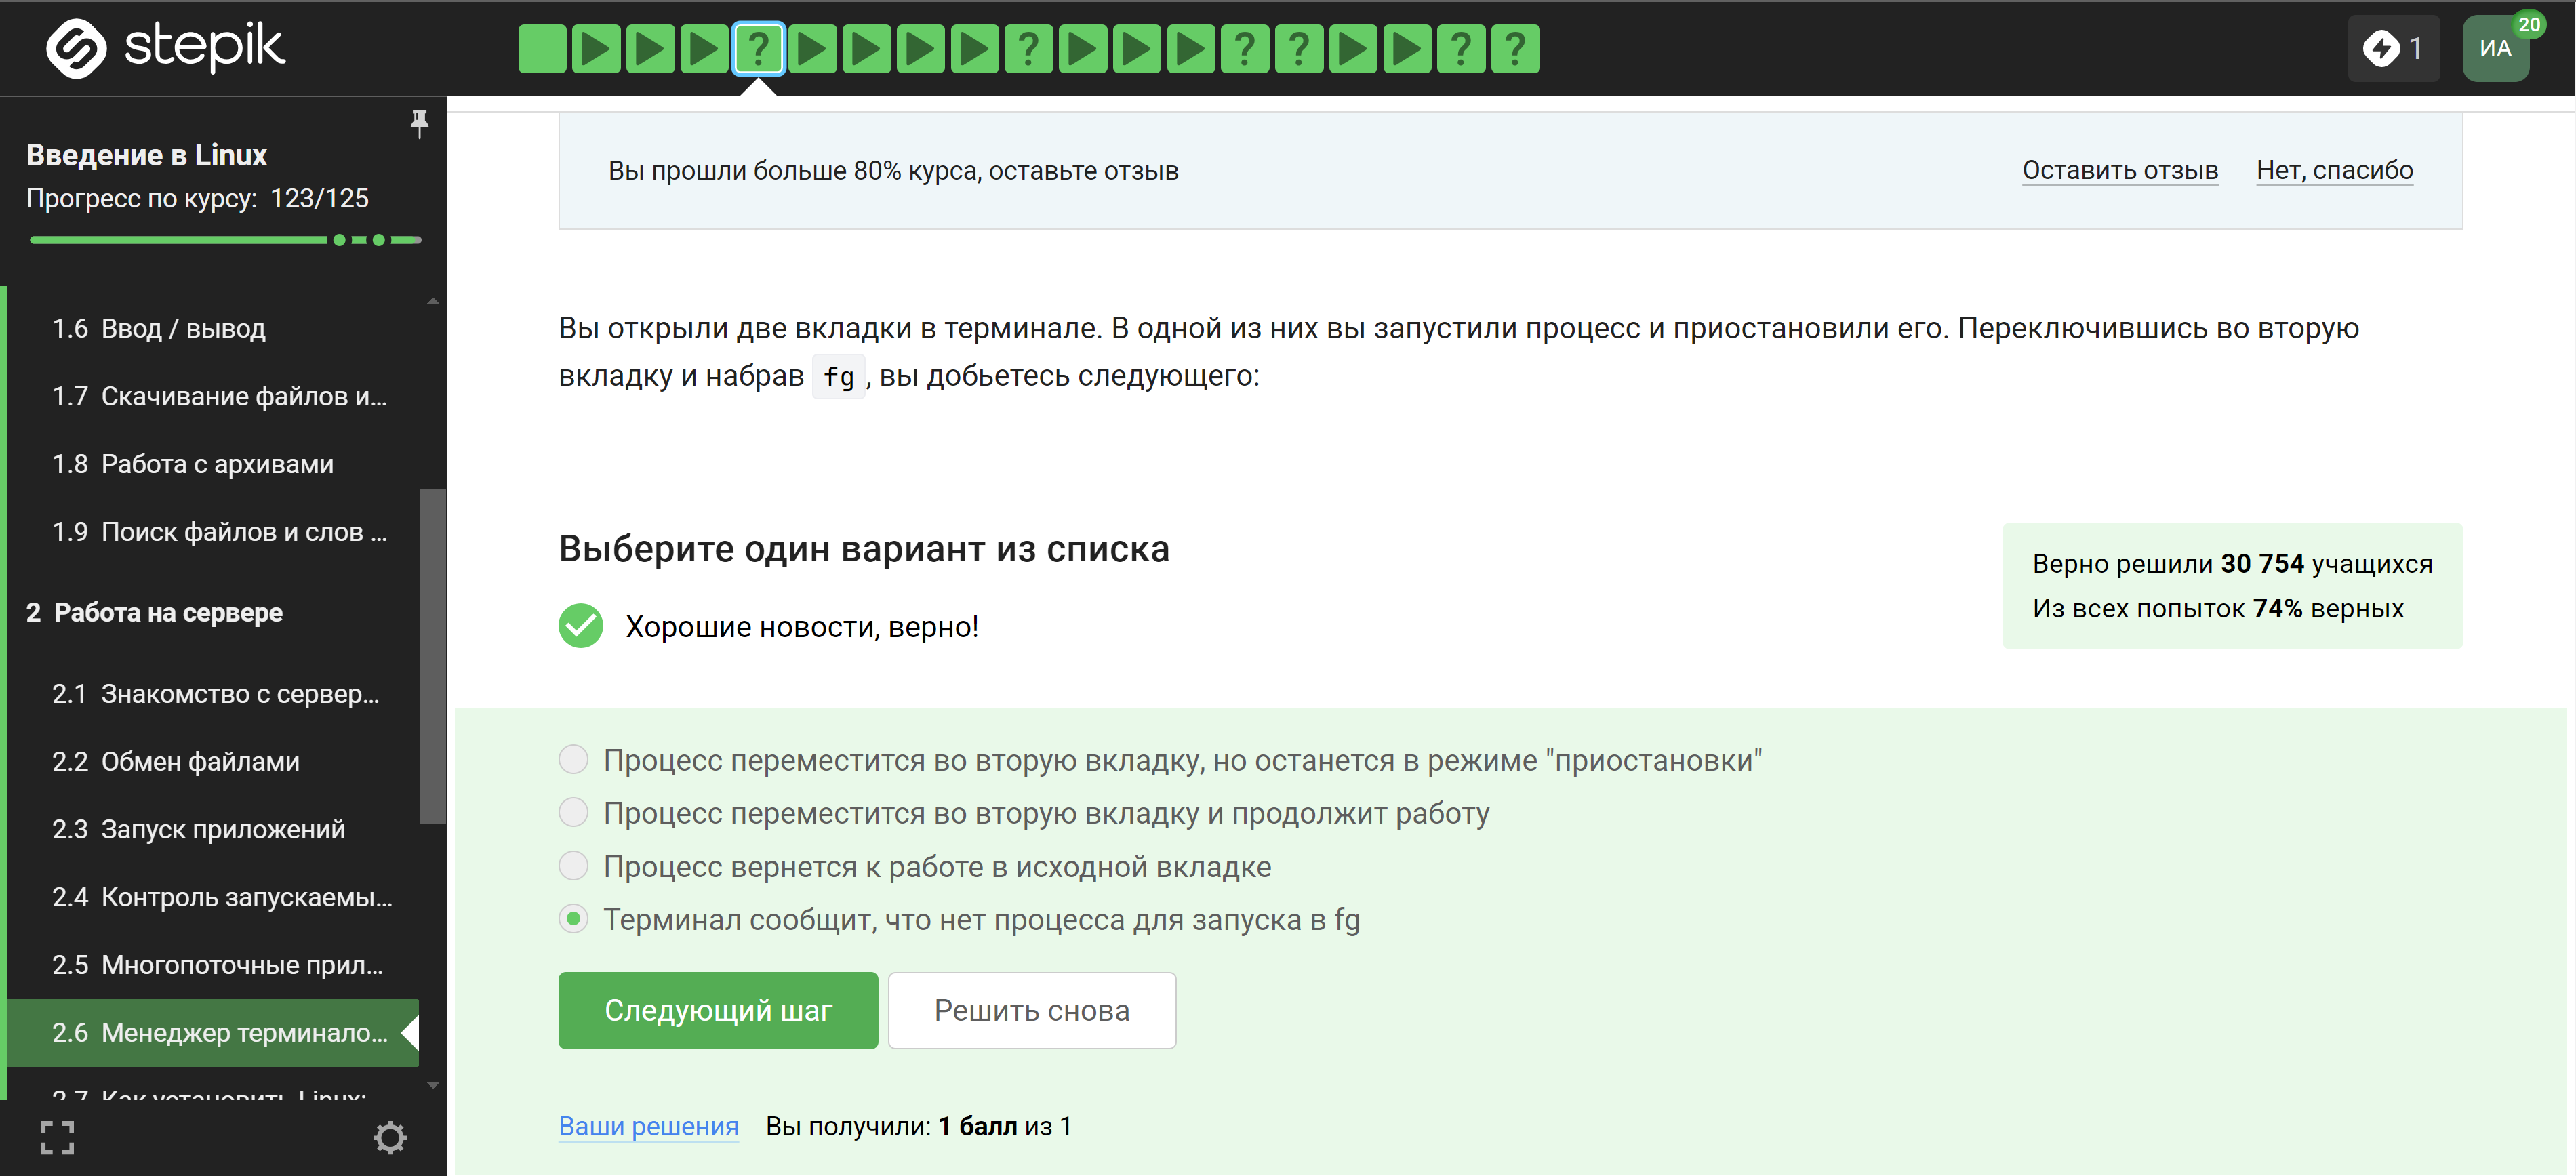 stepik
? ? ? ? ? ?
1
ИА
20
Введение в Linux
Прогресс по курсу: 123/125
1.6 Ввод / вывод
1.7 Скачивание файлов и...
1.8 Работа с архивами
1.9 Поиск файлов и слов ...
2 Работа на сервере
2.1 Знакомство с сервер...
2.2 Обмен файлами
2.3 Запуск приложений
2.4 Контроль запускаемы...
2.5 Многопоточные прил...
2.6 Менеджер терминало...
2.7 Как установить Linux:
Вы прошли больше 80% курса, оставьте отзыв
Оставить отзыв
Нет, спасибо
Вы открыли две вкладки в терминале. В одной из них вы запустили процесс и приостановили его. Переключившись во вторую
вкладку и набрав fg, вы добьетесь следующего:
Выберите один вариант из списка
Хорошие новости, верно!
Верно решили 30 754 учащихся
Из всех попыток 74% верных
Процесс переместится во вторую вкладку, но останется в режиме "приостановки"
Процесс переместится во вторую вкладку и продолжит работу
Процесс вернется к работе в исходной вкладке
Терминал сообщит, что нет процесса для запуска в fg
Следующий шаг
Решить снова
Ваши решения
Вы получили: 1 балл из 1